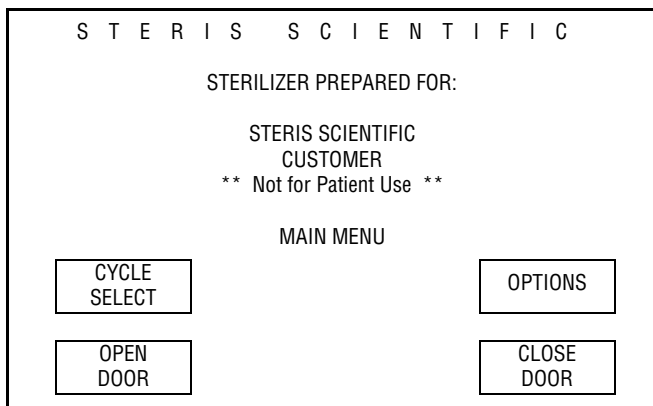 S T E R I S S C I E N T I F I C
STERILIZER PREPARED FOR:
STERIS SCIENTIFIC
CUSTOMER
** Not for Patient Use **
MAIN MENU
CYCLE
SELECT
OPTIONS
OPEN
DOOR
CLOSE
DOOR